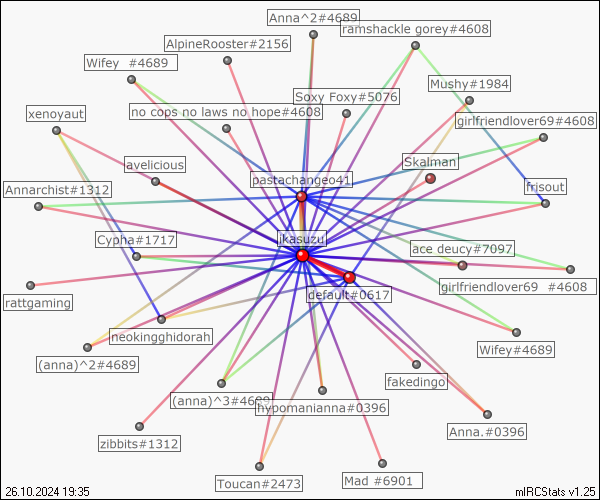 Anna^2#4689
ramshackle gorey#4608
AlpineRooster#2156
Wifey  #4689
Mushy#1984
Soxy Foxy#5076
no cops no laws no hope#4608
xenoyaut
girlfriendlover69#4608
avelicious
Skalman
pastachangeo41
Annarchist#1312
frisout
Cypha#1717
jkasuzu
lace deucy#7097
girlfriendlover69  #4608
default#0617
rattgaming
neokingghidorah
Wifey#4689
(anna)^2#4689
fakedingo
(anna)^3#4689
hypomanianna#0396
Anna.#0396
zibbits#1312
Toucan#2473
Mad #6901
26.10.2024 19:35
mIRCStats v1.25